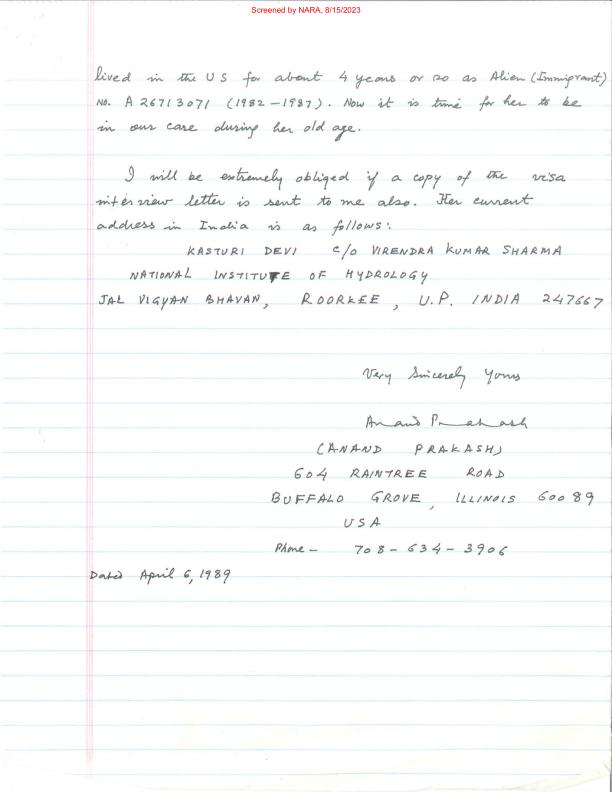 Screened by NARA, 8/15/2023
lived in the US for about 4 years or so as Alien (Immigrant)
No. A 26713071 (1982-1987). Now it is time for her to be
in our care during her old age.
I will be extremely obliged if a copy of the visa
interview letter is sent to me also. Her current
address in India is as follows:
KASTURI DEVI C/O VIRENDRA KUMAR SHARMA
NATIONAL INSTITUTE OF HYDROLOGY
JAL VIGYAN BHAVAN, ROORKEE, U.P. INDIA 247667
Very Sincerely Yours
Anand Prakash
(ANAND PRAKASH)
604 RAINTREE ROAD
BUFFALO GROVE, ILLINOIS 60089
USA
Phone - 708-634-3906
Dated April 6, 1989